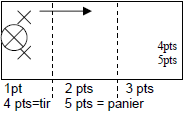 4pts
5pts
1pt 2 pts 3 pts
4 pts=tir 5 pts = panier